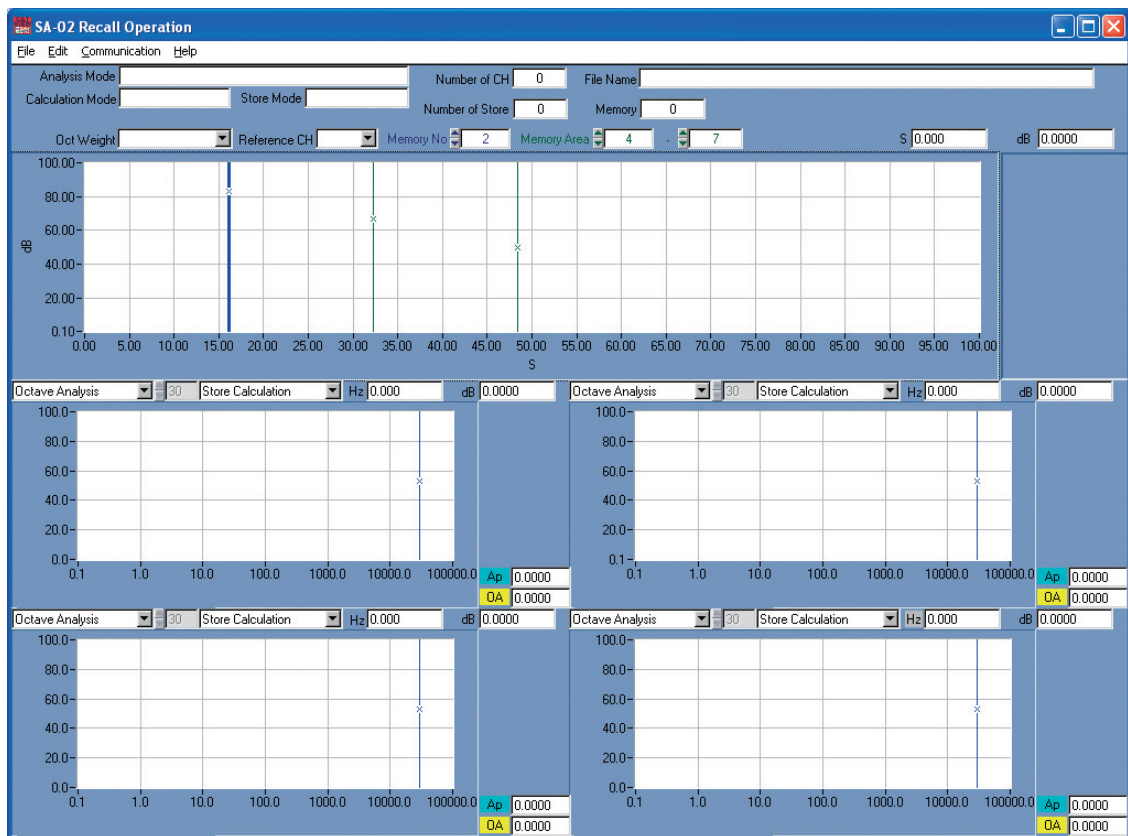 SA-02 Recall Operation
File Edit Communication Help
Analysis Mode Number of CH 0 File Name
Calculation Mode Store Mode Number of Store 0 Memory 0
Oct Weight Reference CH Memory No 2 Memory Area 4 - 7 S 0.000 dB 0.0000
100.00
80.00
60.00
dB
40.00
20.00
0.10
0.00 5.00 10.00 15.00 20.00 25.00 30.00 35.00 40.00 45.00 50.00 55.00 60.00 65.00 70.00 75.00 80.00 85.00 90.00 95.00 100.00
S
Octave Analysis 30 Store Calculation Hz 0.000 dB 0.0000 Octave Analysis 30 Store Calculation Hz 0.000 dB 0.0000
100.0 100.0
80.0 80.0
60.0 60.0
40.0 40.0
20.0 20.0
0.0 0.1
0.1 1.0 10.0 100.0 1000.0 10000.0 100000.0 Ap 0.0000 0.1 1.0 10.0 100.0 1000.0 10000.0 100000.0 Ap 0.0000
OA 0.0000 OA 0.0000
Octave Analysis 30 Store Calculation Hz 0.000 dB 0.0000 Octave Analysis 30 Store Calculation Hz 0.000 dB 0.0000
100.0 100.0
80.0 80.0
60.0 60.0
40.0 40.0
20.0 20.0
0.0 0.0
0.1 1.0 10.0 100.0 1000.0 10000.0 100000.0 Ap 0.0000 0.1 1.0 10.0 100.0 1000.0 10000.0 100000.0 Ap 0.0000
OA 0.0000 OA 0.0000